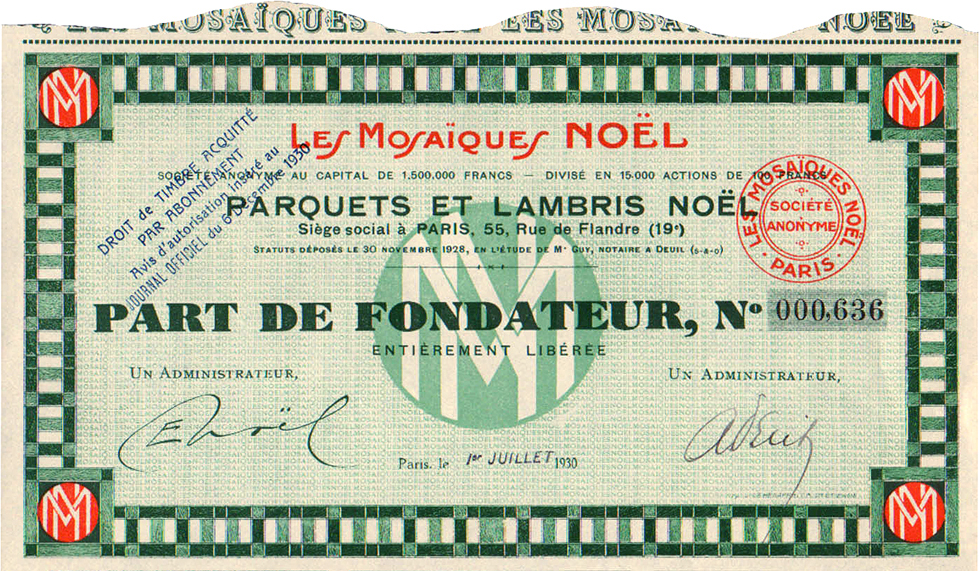 LES MOSAÏQUES
LES MOSA
NOËL
LES MOSAÏQUES NOËL
SOCIÉTÉ ANONYME AU CAPITAL DE 1.500.000 FRANCS — DIVISÉ EN 15.000 ACTIONS DE 100 FRANCS
PARQUETS ET LAMBRIS NOËL
Siège social à PARIS, 55, Rue de Flandre (19e)
STATUTS DÉPOSÉS LE 30 NOVEMBRE 1928, EN L'ÉTUDE DE Me GUY, NOTAIRE A DEUIL (S-&-O)
DROIT de TIMBRE ACQUITTÉ
PAR ABONNEMENT
Avis d'autorisation inséré au
JOURNAL OFFICIEL du 6 Décembre 1930
LES MOSAÏQUES NOËL
SOCIÉTÉ
ANONYME
PARIS
PART DE FONDATEUR, No 000,636
ENTIÈREMENT LIBÉRÉE
UN ADMINISTRATEUR,
UN ADMINISTRATEUR,
ENoël
Paris, le 1er JUILLET 1930